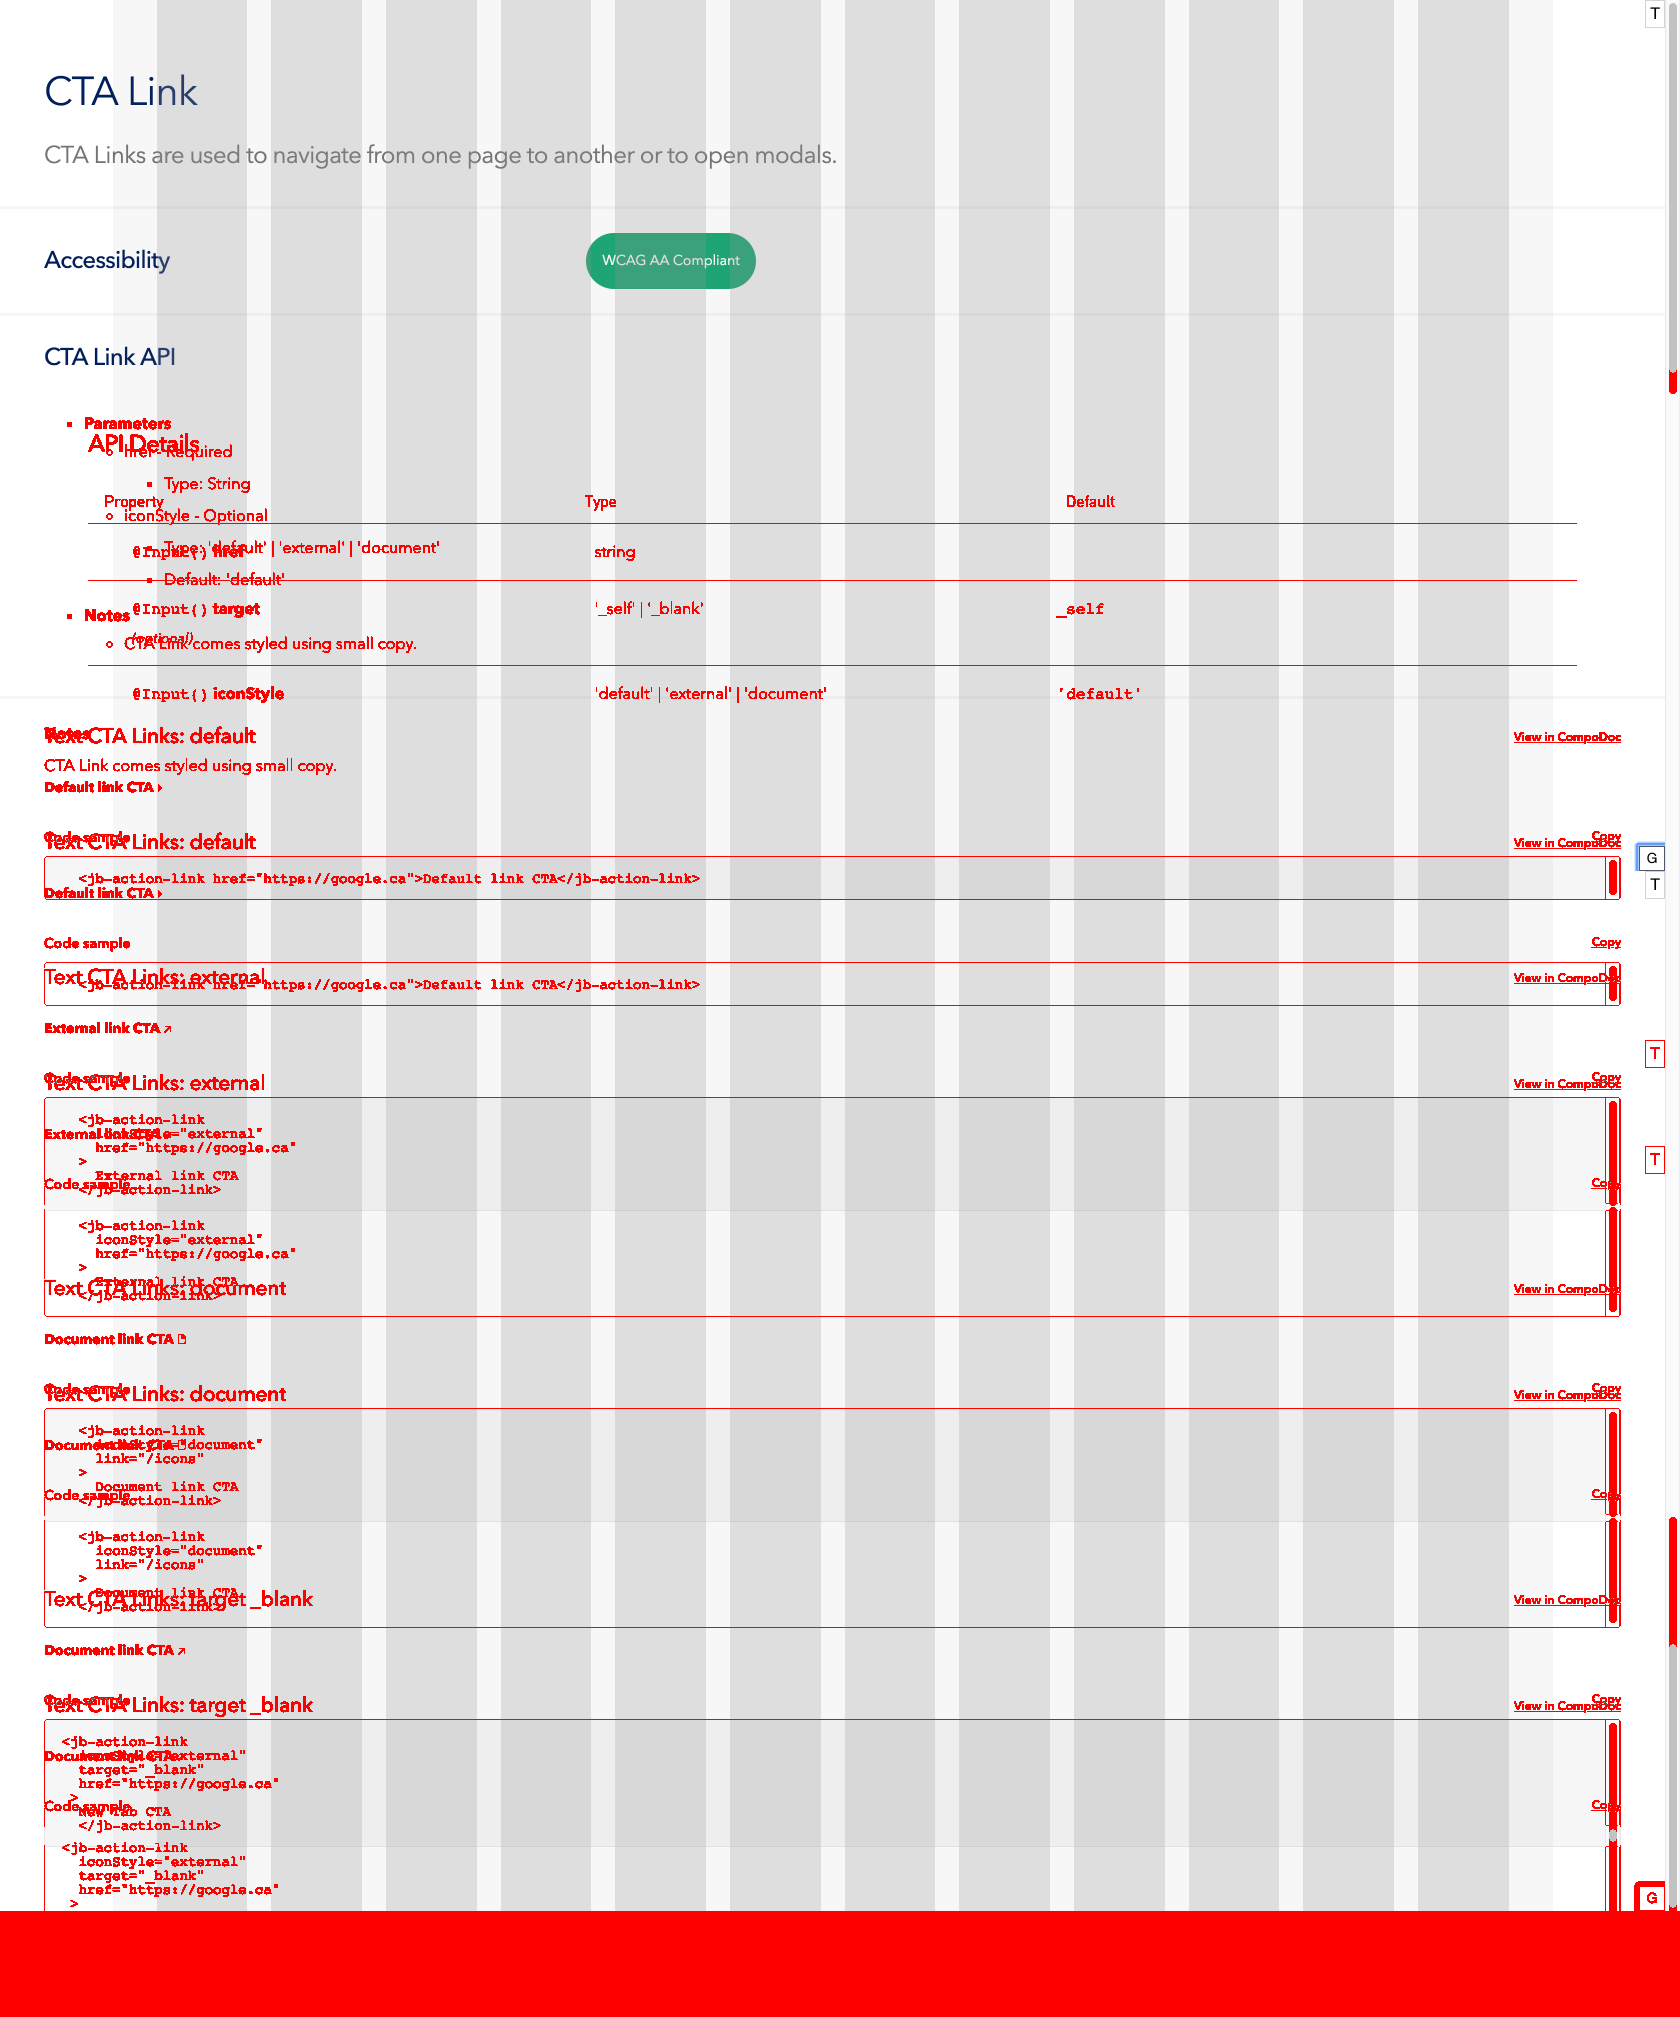 T
CTA Link
CTA Links are used to navigate from one page to another or to open modals.
Accessibility
WCAG AA Compliant
CTA Link API
Parameters
API Details
href - Required
Type: String
Property
Type
Default
iconStyle - Optional
Type: 'default' | 'external' | 'document'
@Input() href
string
Default: 'default'
@Input() target
'_self' | '_blank'
_self
Notes
(optional)
CTA Link comes styled using small copy.
@Input() iconStyle
'default' | 'external' | 'document'
'default'
Notes
Text CTA Links: default
View in CompoDoc
CTA Link comes styled using small copy.
Default link CTA
Code sample
Copy
Text CTA Links: default
View in CompoDoc
G
<jb-action-link href="https://google.ca">Default link CTA</jb-action-link>
T
Default link CTA
Code sample
Copy
Text CTA Links: external
View in CompoDoc
<jb-action-link href="https://google.ca">Default link CTA</jb-action-link>
External link CTA
T
Code sample
Copy
Text CTA Links: external
View in CompoDoc
<jb-action-link
iconStyle="external"
External link CTA
href="https://google.ca"
>
T
External link CTA
Code sample
Copy
</jb-action-link>
<jb-action-link
iconStyle="external"
href="https://google.ca"
>
External link CTA
Text CTA Links: document
View in CompoDoc
</jb-action-link>
Document link CTA
Code sample
Copy
Text CTA Links: document
View in CompoDoc
<jb-action-link
iconStyle="document"
Document link CTA
link="/icons"
>
Document link CTA
Code sample
Copy
</jb-action-link>
<jb-action-link
iconStyle="document"
link="/icons"
>
Document link CTA
Text CTA Links: target _blank
View in CompoDoc
</jb-action-link>
Document link CTA
Code sample
Copy
Text CTA Links: target _blank
View in CompoDoc
<jb-action-link
iconStyle="external"
Document link CTA
target="_blank"
href="https://google.ca"
>
Code sample
Copy
New Tab CTA
</jb-action-link>
<jb-action-link
iconStyle="external"
target="_blank"
href="https://google.ca"
>
G